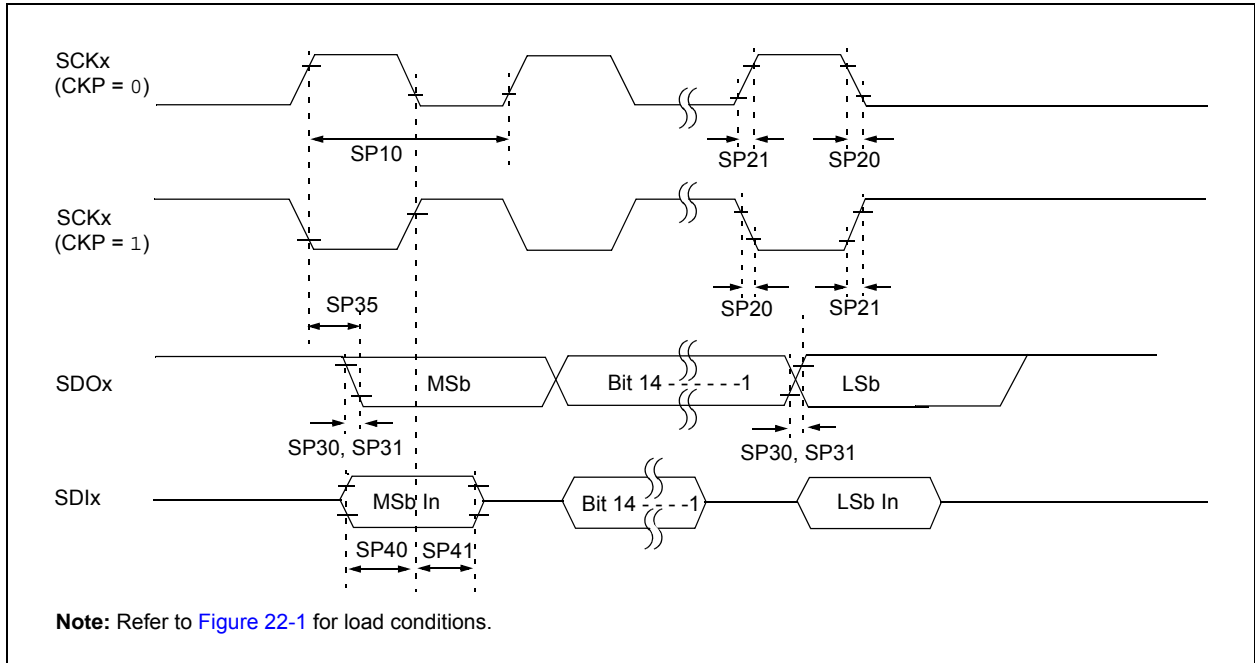 SCKx
(CKP = 0)
SP10
SP21
SP20
SCKx
(CKP = 1)
SP35
SP20
SP21
SDOx
MSb
Bit 14 - - - - - -1
LSb
SP30, SP31
SP30, SP31
SDIx
MSb In
Bit 14 - - - -1
LSb In
SP40
SP41
Note: Refer to Figure 22-1 for load conditions.